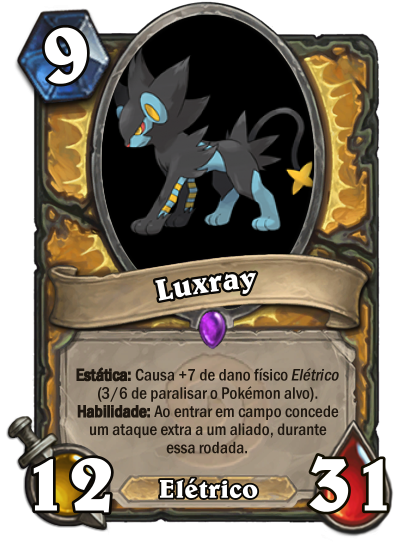 9
Luxray
Estática: Causa +7 de dano físico Elétrico
(3/6 de paralisar o Pokémon alvo).
Habilidade: Ao entrar em campo concede
um ataque extra a um aliado, durante
essa rodada.
12
Elétrico
31